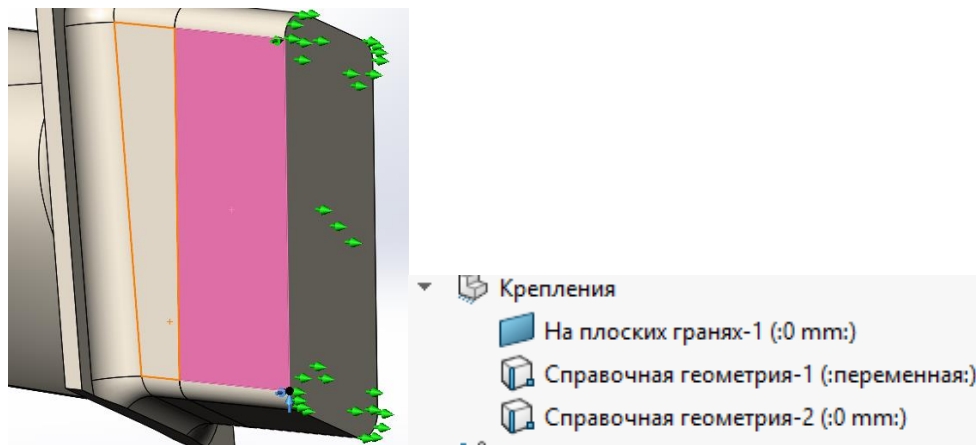 Крепления
На плоских гранях-1 (:0 mm:)
Справочная геометрия-1 (:переменная:)
Справочная геометрия-2 (:0 mm:)